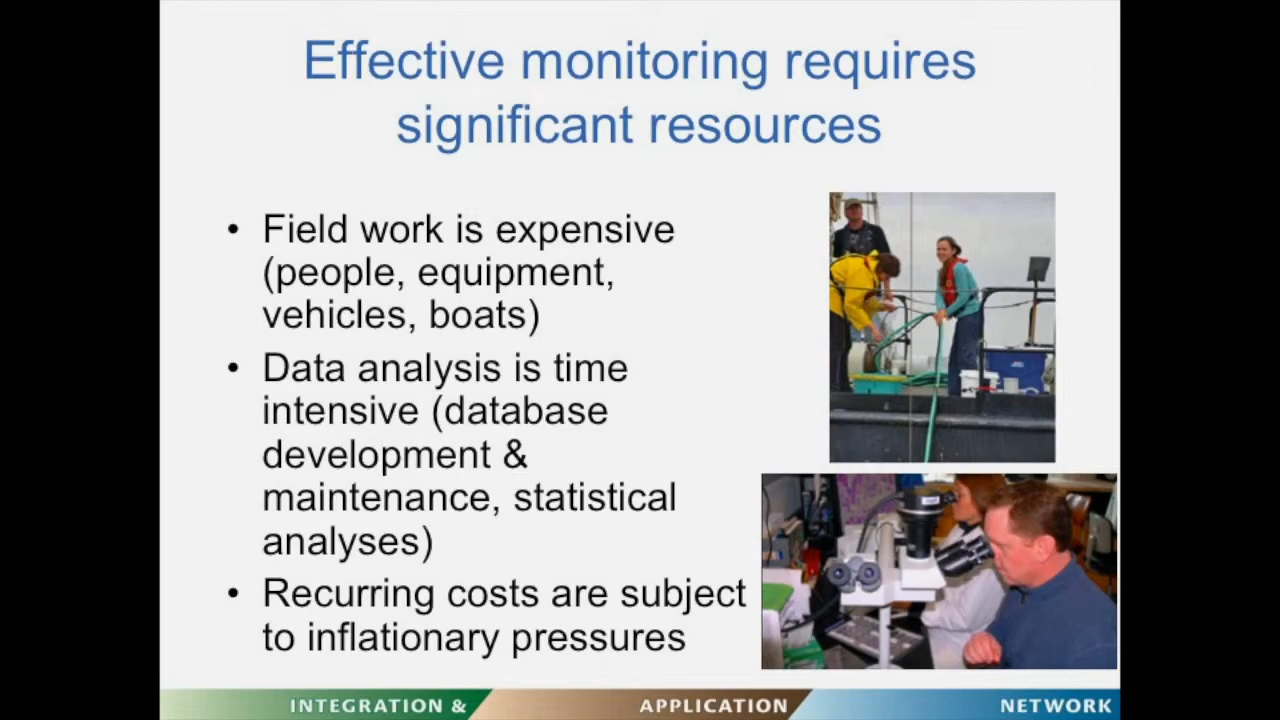 Effective monitoring requires
significant resources
• Field work is expensive
(people, equipment,
vehicles, boats)
• Data analysis is time
intensive (database
development &
maintenance, statistical
analyses)
• Recurring costs are subject
to inflationary pressures
INTEGRATION & APPLICATION NETWORK